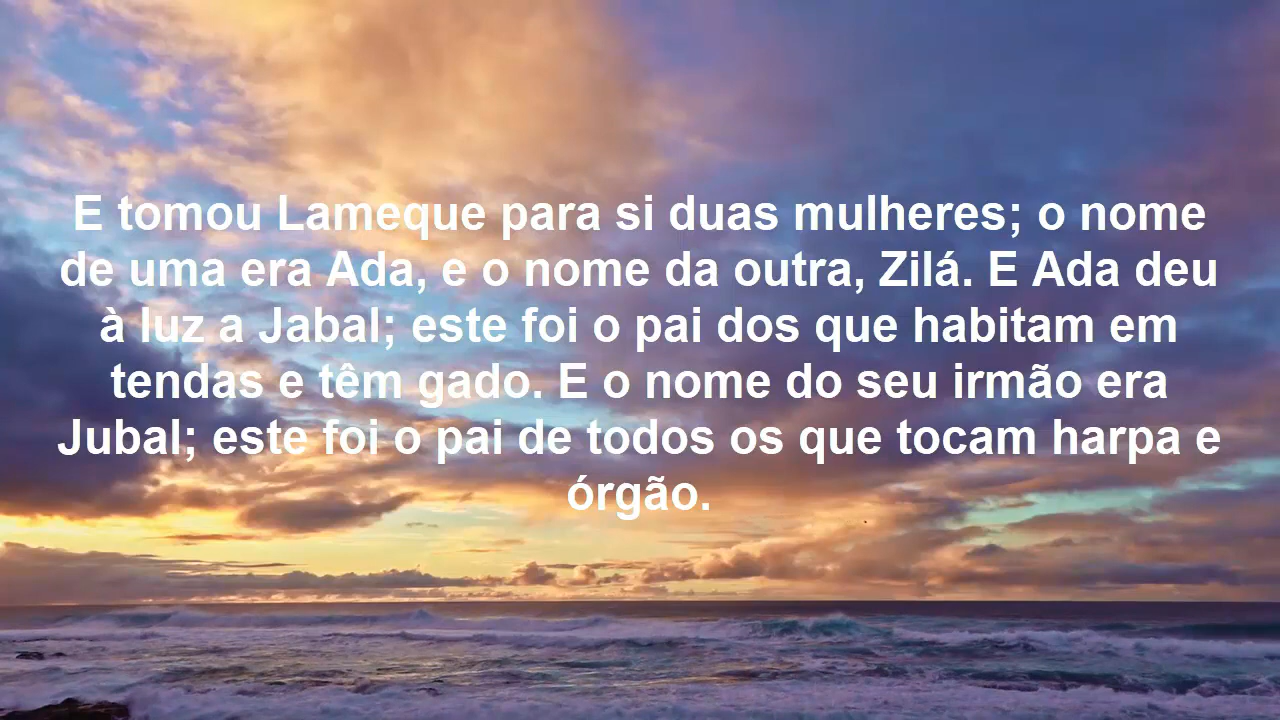 E tomou Lameque para si duas mulheres; o nome
de uma era Ada, e o nome da outra, Zilá. E Ada deu
à luz a Jabal; este foi o pai dos que habitam em
tendas e têm gado. E o nome do seu irmão era
Jubal; este foi o pai de todos os que tocam harpa e
órgão.